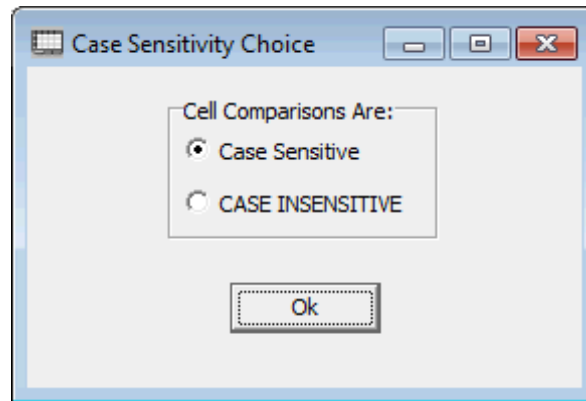 Case Sensitivity Choice
Cell Comparisons Are:
Case Sensitive
CASE INSENSITIVE
Ok